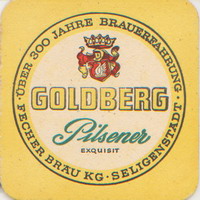 · ÜBER 300 JAHRE BRAUERFAHRUNG ·
GOLDBERG
Pilsener
EXQUISIT
FECHER BRÄU KG · SELIGENSTADT